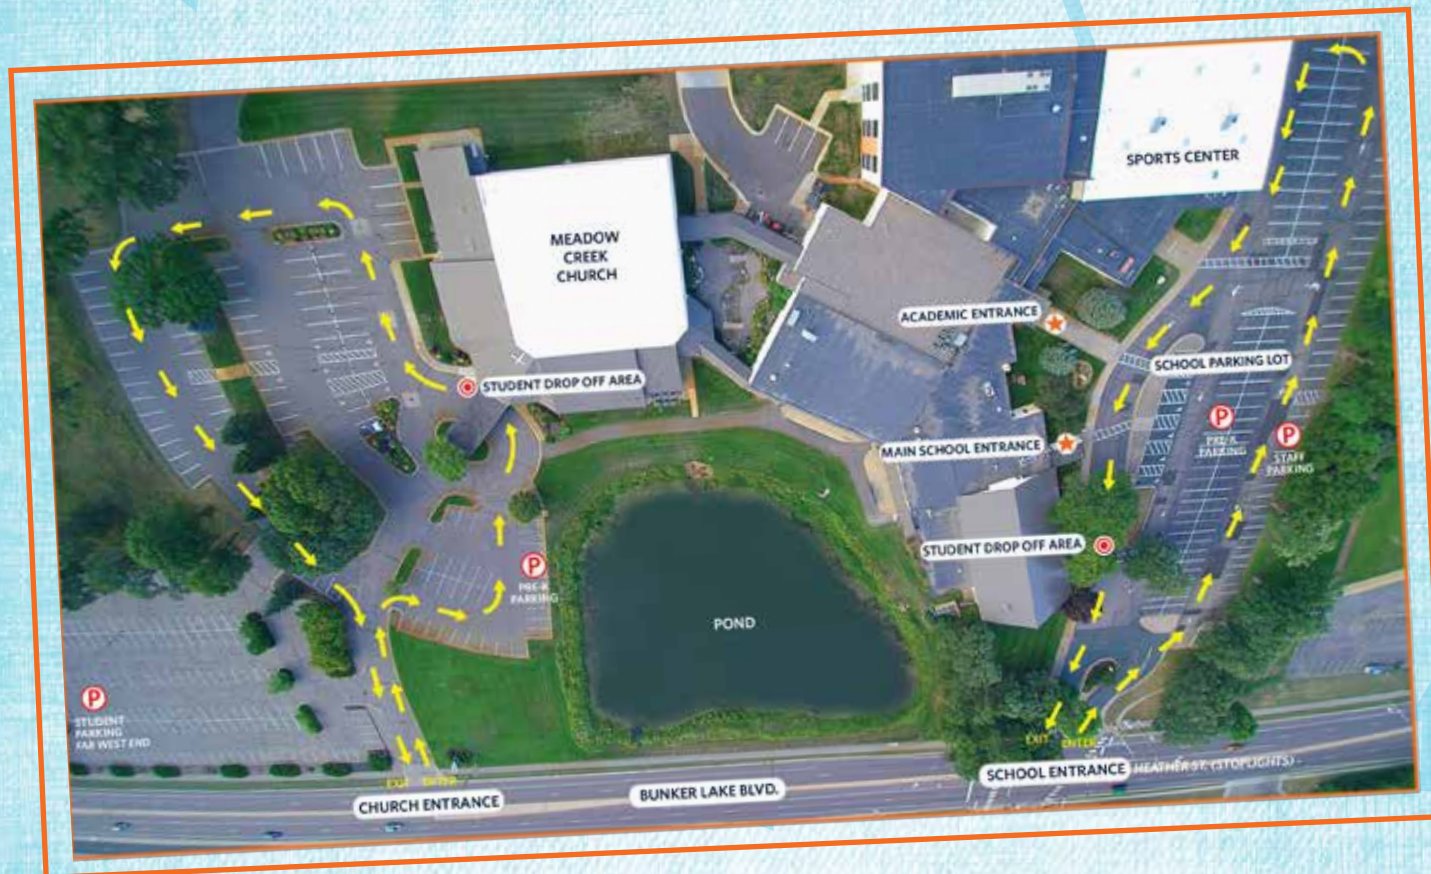 SPORTS CENTER
MEADOW
CREEK
CHURCH
ACADEMIC ENTRANCE
SCHOOL PARKING LOT
STUDENT DROP OFF AREA
P
PRE-K
PARKING
P
STAFF
PARKING
MAIN SCHOOL ENTRANCE
STUDENT DROP OFF AREA
P
PRE-K
PARKING
POND
P
STUDENT
PARKING
FAR WEST END
EXIT ENTER
EXIT ENTER
SCHOOL ENTRANCE
HEATHER ST. (STOPLIGHTS)
CHURCH ENTRANCE
BUNKER LAKE BLVD.